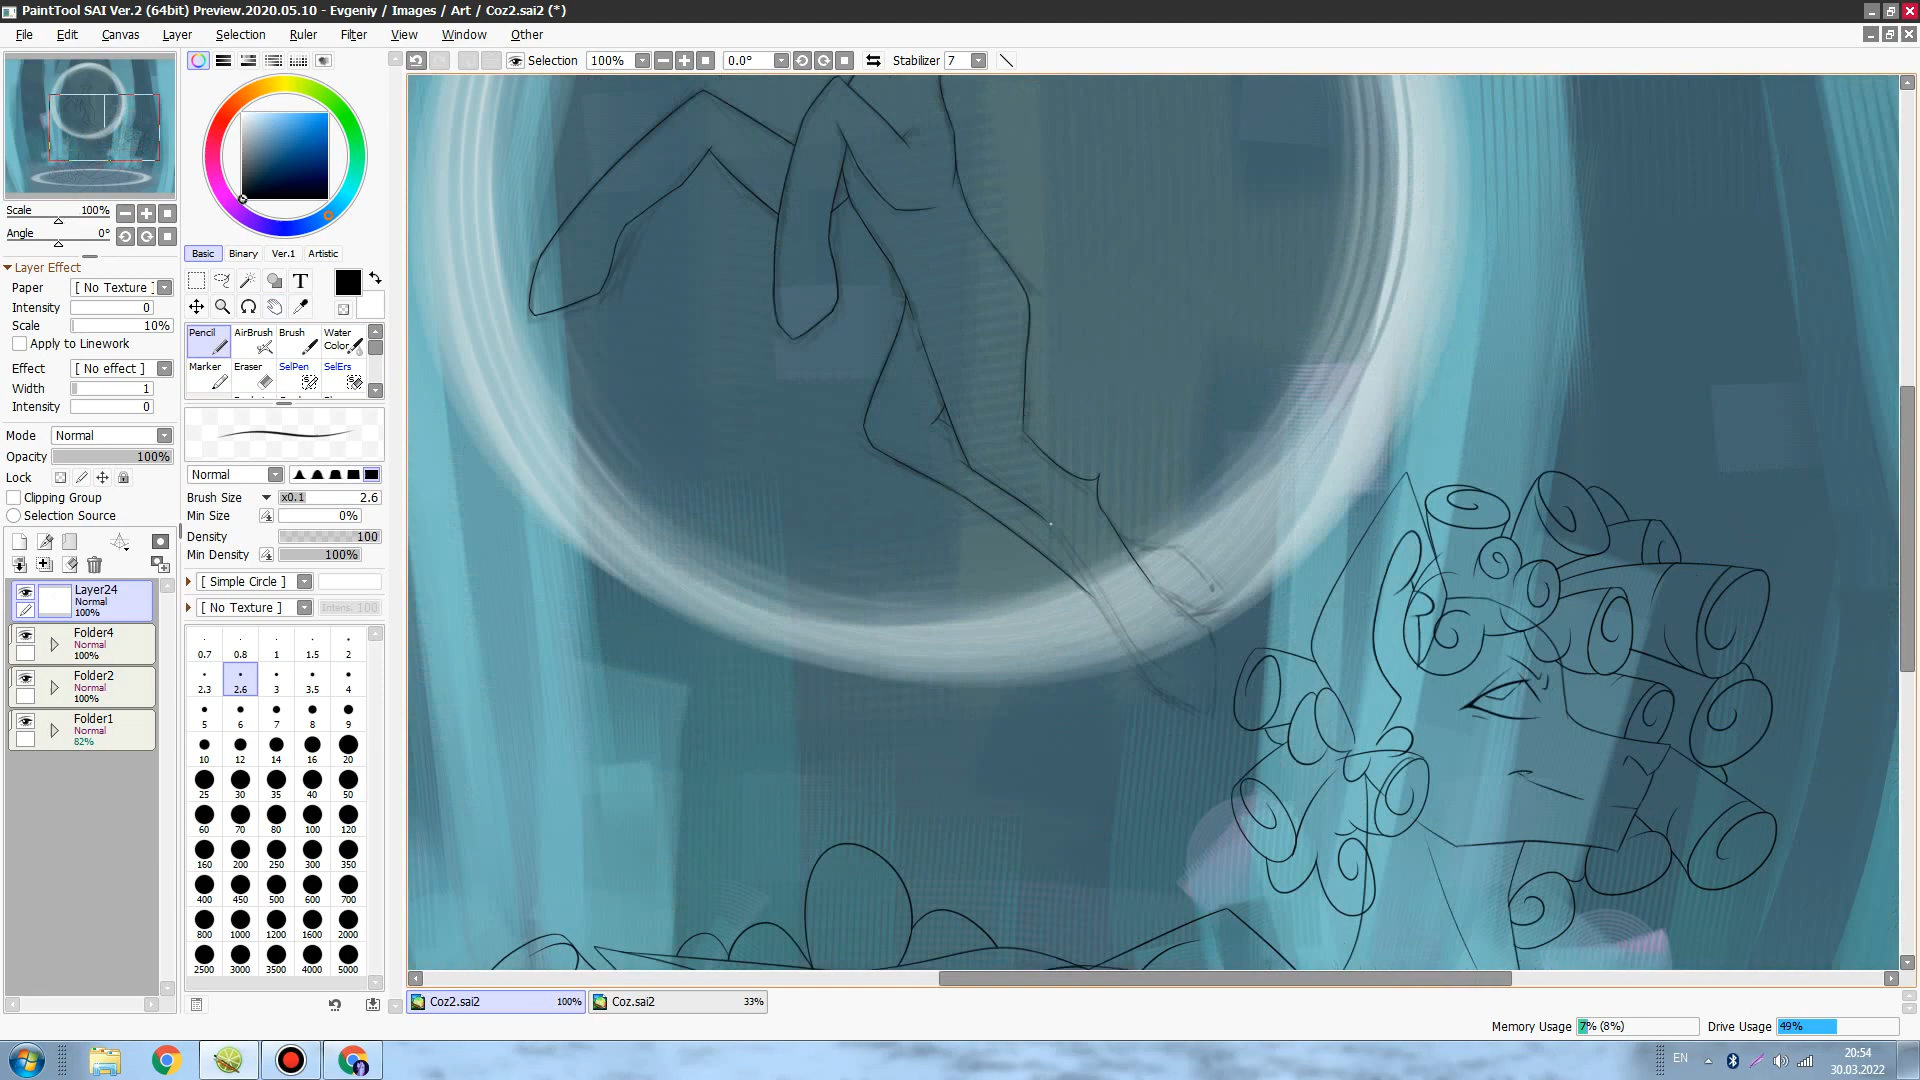 PaintTool SAI Ver.2 (64bit) Preview.2020.05.10 - Evgeniy / Images / Art / Coz2.sai2 (*)
File Edit Canvas Layer Selection Ruler Filter View Window Other
Selection 100% 0.0° Stabilizer 7
Scale 100%
Angle 0°
Layer Effect
Paper [ No Texture ]
Intensity 0
Scale 10%
Apply to Linework
Effect [ No effect ]
Width 1
Intensity 0
Mode Normal
Opacity 100%
Lock
Clipping Group
Selection Source
Layer24
Normal
100%
Folder4
Normal
100%
Folder2
Normal
100%
Folder1
Normal
82%
Basic Binary Ver.1 Artistic
T
Pencil AirBrush Brush Water Color
Marker Eraser SelPen SelErs
Normal
Brush Size x0.1 2.6
Min Size 0%
Density 100
Min Density 100%
[ Simple Circle ]
[ No Texture ] Intens. 100
0.7 0.8 1 1.5 2
2.3 2.6 3 3.5 4
5 6 7 8 9
10 12 14 16 20
25 30 35 40 50
60 70 80 100 120
160 200 250 300 350
400 450 500 600 700
800 1000 1200 1600 2000
2500 3000 3500 4000 5000
Coz2.sai2 100% Coz.sai2 33%
Memory Usage 7% (8%) Drive Usage 49%
EN
20:54
30.03.2022